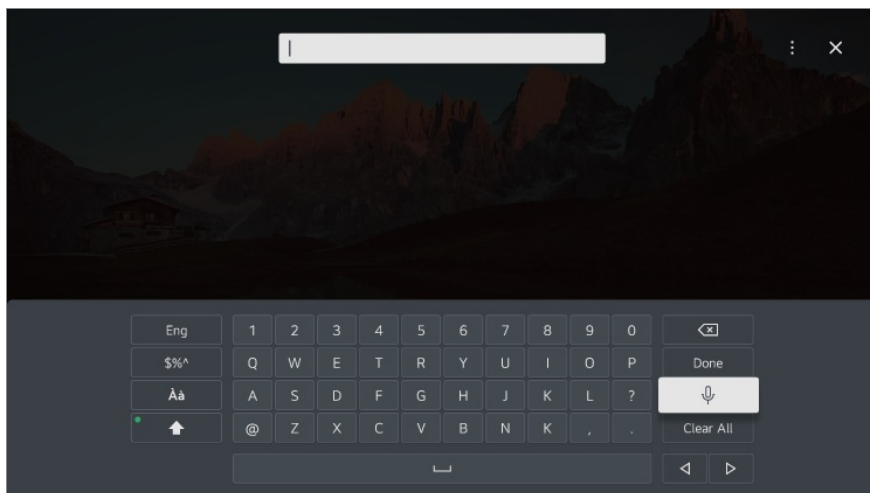 Eng 1 2 3 4 5 6 7 8 9 0
$%^ Q W E T R Y U I O P Done
Àà A S D F G H J K L ?
@ Z X C V B N K , . Clear All